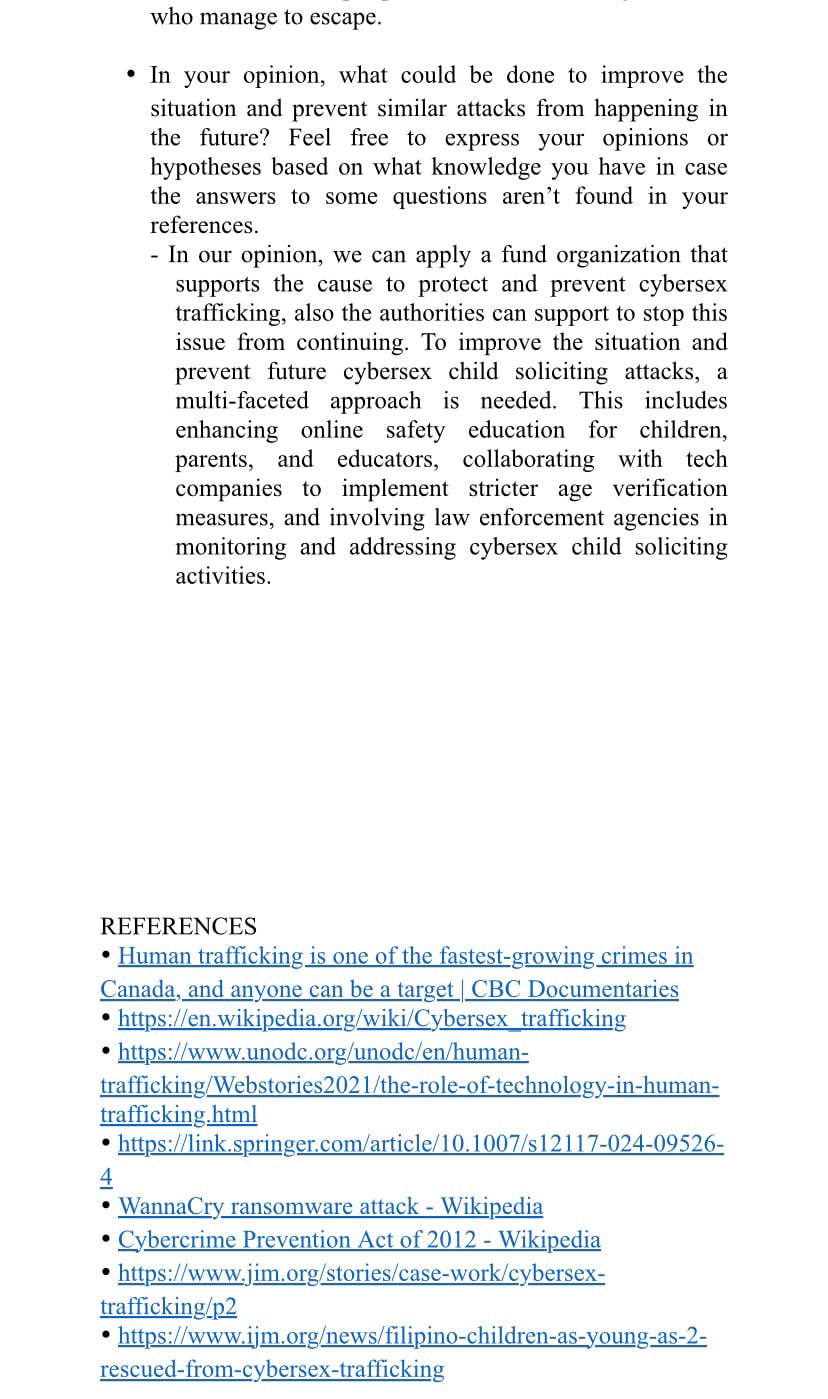 who manage to escape.
• In your opinion, what could be done to improve the
situation and prevent similar attacks from happening in
the future? Feel free to express your opinions or
hypotheses based on what knowledge you have in case
the answers to some questions aren’t found in your
references.
- In our opinion, we can apply a fund organization that
supports the cause to protect and prevent cybersex
trafficking, also the authorities can support to stop this
issue from continuing. To improve the situation and
prevent future cybersex child soliciting attacks, a
multi-faceted approach is needed. This includes
enhancing online safety education for children,
parents, and educators, collaborating with tech
companies to implement stricter age verification
measures, and involving law enforcement agencies in
monitoring and addressing cybersex child soliciting
activities.
REFERENCES
• Human trafficking is one of the fastest-growing crimes in
Canada, and anyone can be a target | CBC Documentaries
• https://en.wikipedia.org/wiki/Cybersex_trafficking
• https://www.unodc.org/unodc/en/human-
trafficking/Webstories2021/the-role-of-technology-in-human-
trafficking.html
• https://link.springer.com/article/10.1007/s12117-024-09526-
4
• WannaCry ransomware attack - Wikipedia
• Cybercrime Prevention Act of 2012 - Wikipedia
• https://www.jim.org/stories/case-work/cybersex-
trafficking/p2
• https://www.ijm.org/news/filipino-children-as-young-as-2-
rescued-from-cybersex-trafficking